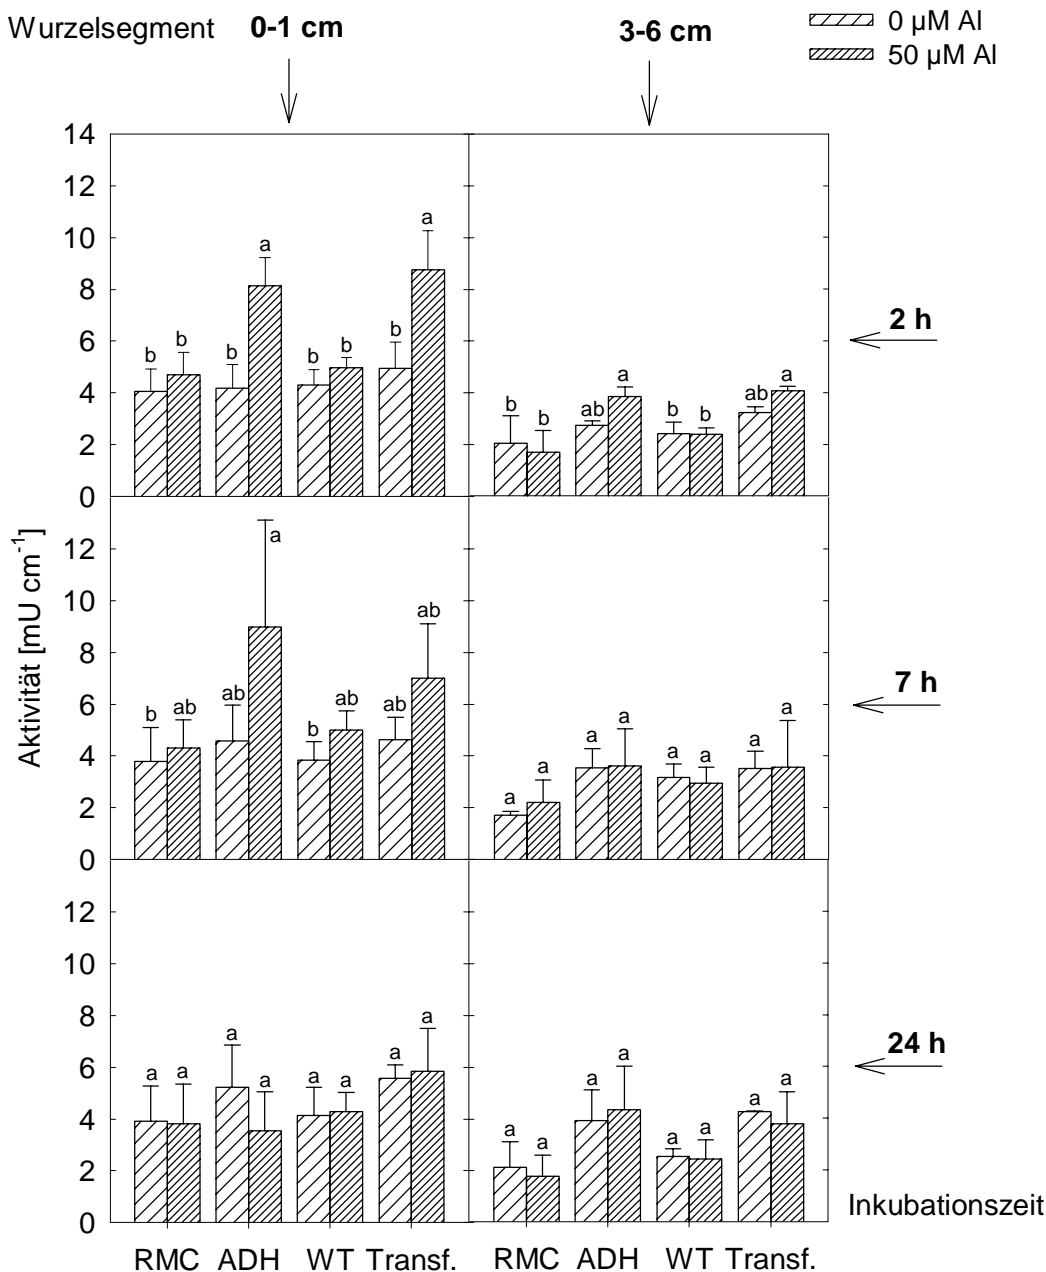 Wurzelsegment 0-1 cm 3-6 cm
0 µM Al
50 µM Al
14
12
10
8
6
4
2
0
b b b a b b b a
b b ab a b b ab a
2 h
Aktivität [mU cm⁻¹]
12
10
8
6
4
2
0
b ab ab a b ab ab ab
a a a a a a a a
7 h
12
10
8
6
4
2
0
a a a a a a a a
a a a a a a a a
24 h
Inkubationszeit
RMC ADH WT Transf. RMC ADH WT Transf.